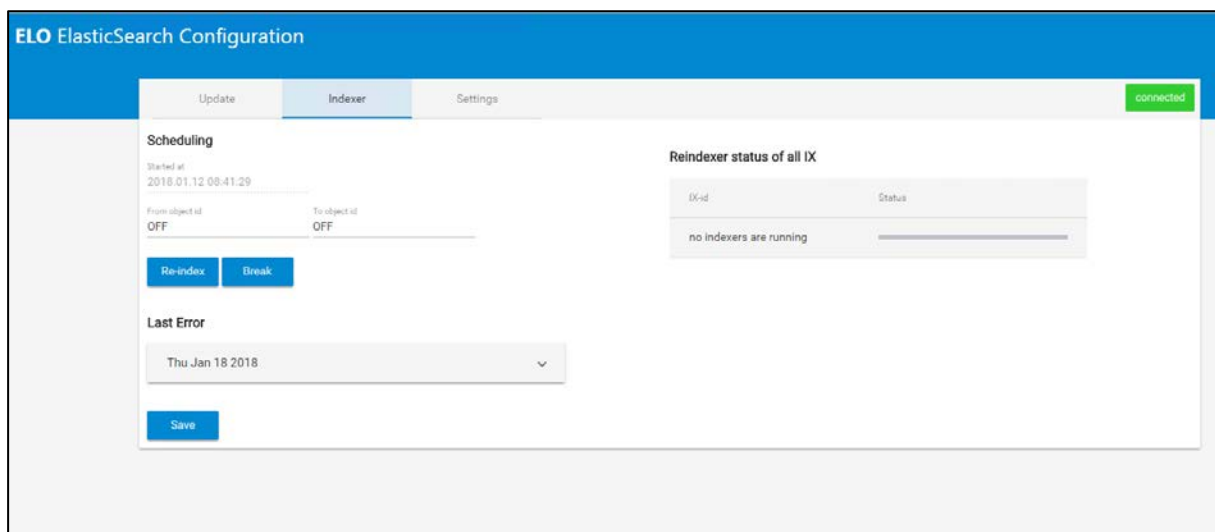 ELO ElasticSearch Configuration
Update Indexer Settings connected
Scheduling
Started at
2018.01.12 08:41:29
From object id To object id
OFF OFF
Re-index Break
Last Error
Thu Jan 18 2018
Save
Reindexer status of all IX
IX-id Status
no indexers are running